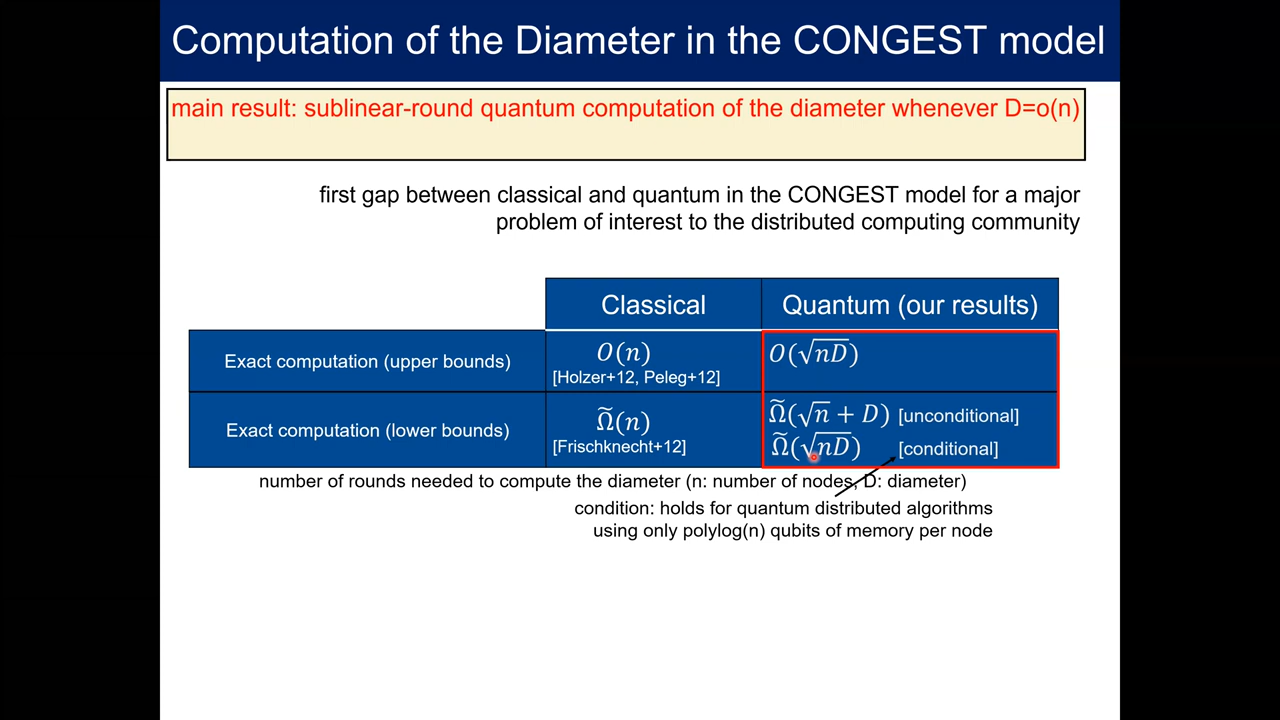 Computation of the Diameter in the CONGEST model
main result: sublinear-round quantum computation of the diameter whenever D=o(n)
first gap between classical and quantum in the CONGEST model for a major
problem of interest to the distributed computing community
Classical
Quantum (our results)
Exact computation (upper bounds)
O(n)
[Holzer+12, Peleg+12]
O(√nD)
Exact computation (lower bounds)
Ω̃(n)
[Frischknecht+12]
Ω̃(√n + D) [unconditional]
Ω̃(√nD) [conditional]
number of rounds needed to compute the diameter (n: number of nodes, D: diameter)
condition: holds for quantum distributed algorithms
using only polylog(n) qubits of memory per node